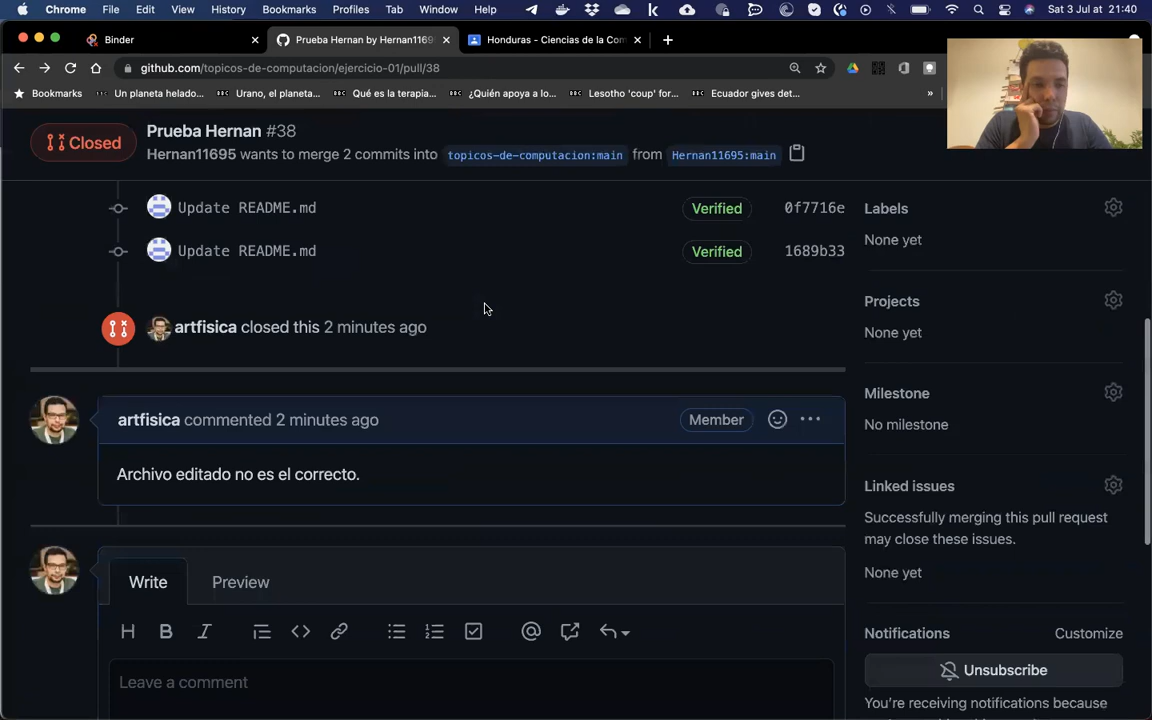 Chrome File Edit View History Bookmarks Profiles Tab Window Help Sat 3 Jul at 21:40
Binder
Prueba Hernan by Hernan1169
Honduras - Ciencias de la Com
github.com/topicos-de-computacion/ejercicio-01/pull/38
Bookmarks Un planeta helado... Urano, el planeta... Qué es la terapia... ¿Quién apoya a lo... Lesotho 'coup' for... Ecuador gives det... »
Closed
Prueba Hernan #38
Hernan11695 wants to merge 2 commits into topicos-de-computacion:main from Hernan11695:main
Update README.md Verified 0f7716e
Update README.md Verified 1689b33
artfisica closed this 2 minutes ago
artfisica commented 2 minutes ago Member
Archivo editado no es el correcto.
Write Preview
Leave a comment
Labels
None yet
Projects
None yet
Milestone
No milestone
Linked issues
Successfully merging this pull request
may close these issues.
None yet
Notifications Customize
Unsubscribe
You're receiving notifications because